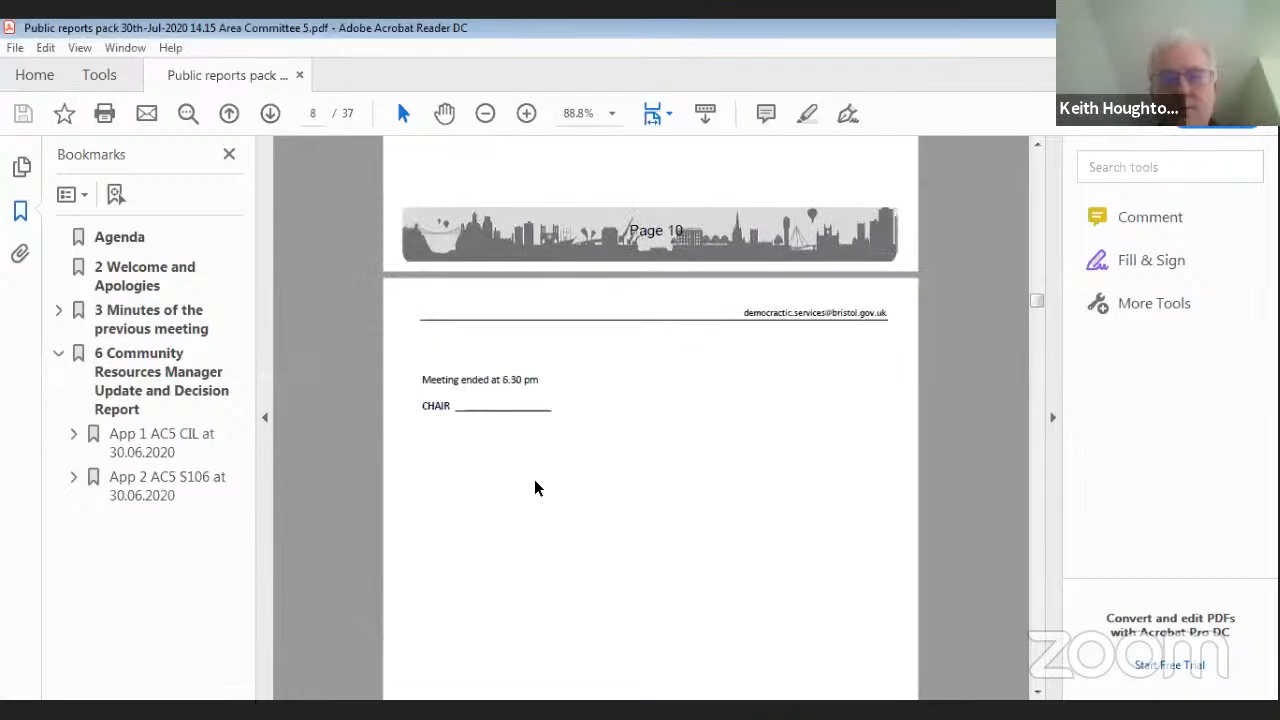 Public reports pack 30th-Jul-2020 14.15 Area Committee 5.pdf - Adobe Acrobat Reader DC
File Edit View Window Help
Home Tools Public reports pack ... ×
8 / 37 88.8%
Keith Houghto...
Bookmarks
Agenda
2 Welcome and
Apologies
3 Minutes of the
previous meeting
6 Community
Resources Manager
Update and Decision
Report
App 1 AC5 CIL at
30.06.2020
App 2 AC5 S106 at
30.06.2020
Page 10
democractic.services@bristol.gov.uk
Meeting ended at 6.30 pm
CHAIR
Search tools
Comment
Fill & Sign
More Tools
Convert and edit PDFs
with Acrobat Pro DC
Start Free Trial
zoom